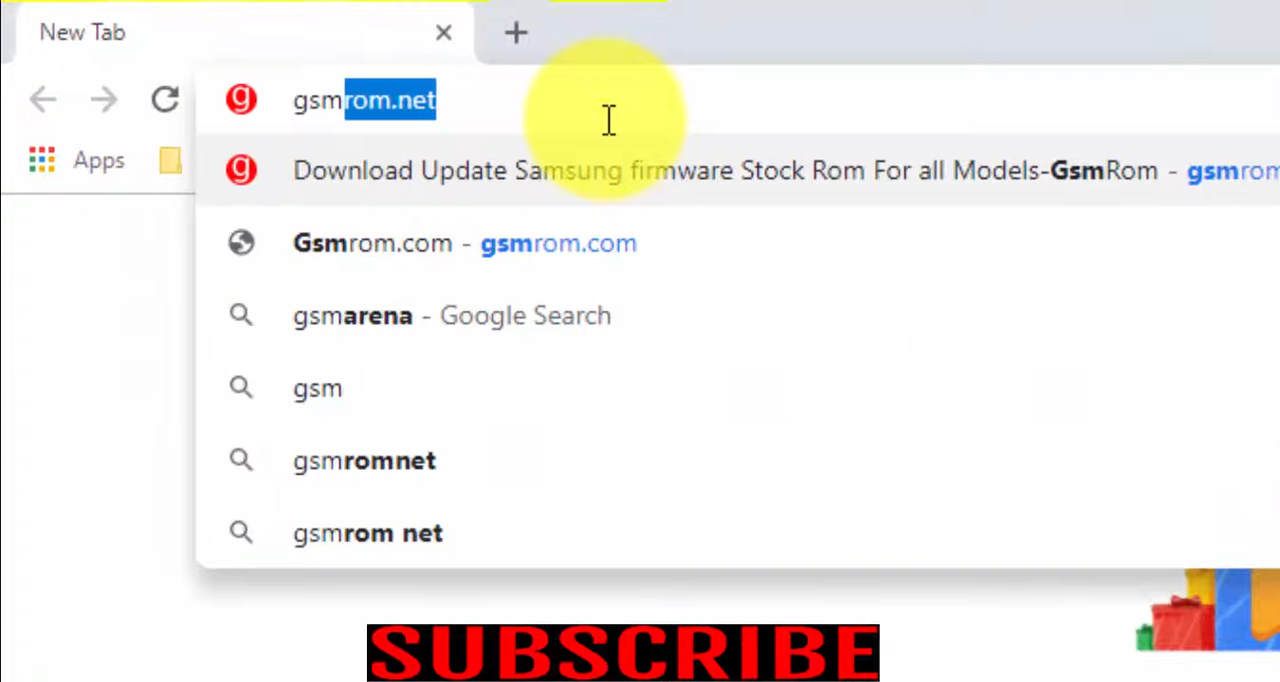 New Tab
gsmrom.net
Apps
Download Update Samsung firmware Stock Rom For all Models-GsmRom - gsmrom
Gsmrom.com - gsmrom.com
gsmarena - Google Search
gsm
gsmromnet
gsmrom net
SUBSCRIBE